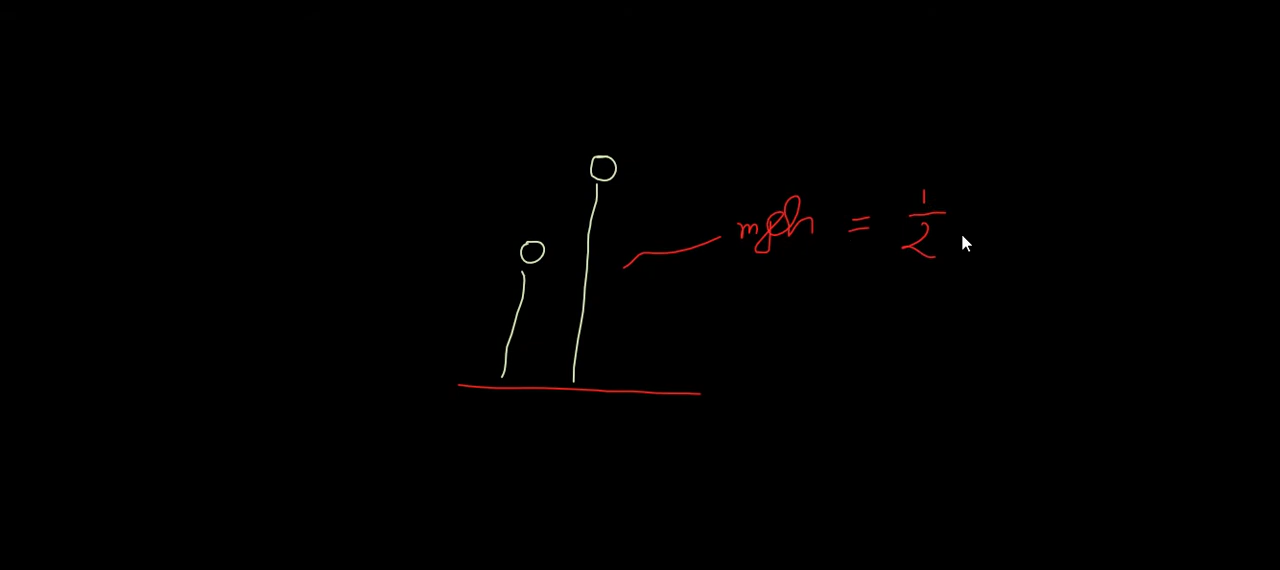 mgh = 1/2